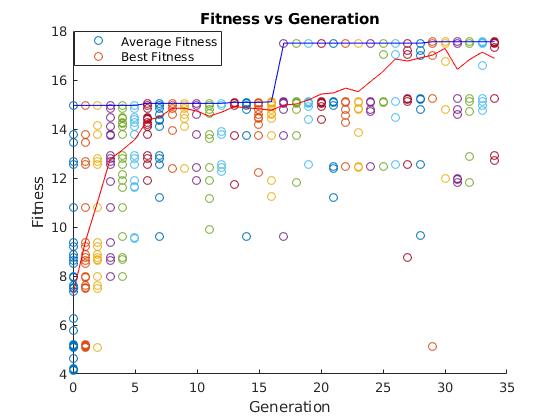 Fitness vs Generation
18
16
14
12
10
8
6
4
Fitness
Average Fitness
Best Fitness
0 5 10 15 20 25 30 35
Generation